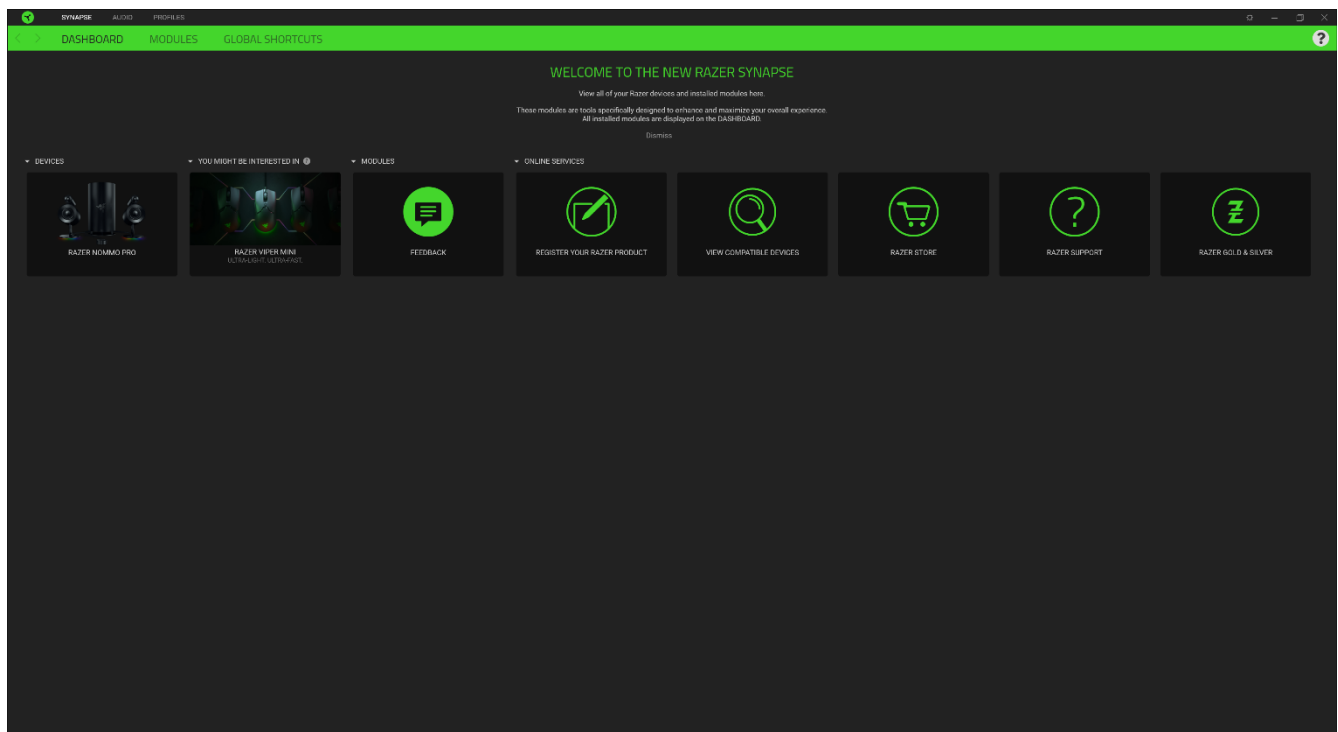 SYNAPSE AUDIO PROFILES
DASHBOARD MODULES GLOBAL SHORTCUTS
?
WELCOME TO THE NEW RAZER SYNAPSE
View all of your Razer devices and installed modules here.
These modules are tools specifically designed to enhance and maximize your overall experience.
All installed modules are displayed on the DASHBOARD.
Dismiss
DEVICES YOU MIGHT BE INTERESTED IN MODULES ONLINE SERVICES
RAZER NOMMO PRO RAZER VIPER MINI FEEDBACK REGISTER YOUR RAZER PRODUCT VIEW COMPATIBLE DEVICES RAZER STORE RAZER SUPPORT RAZER GOLD & SILVER
ULTRA-LIGHT. ULTRA-FAST.